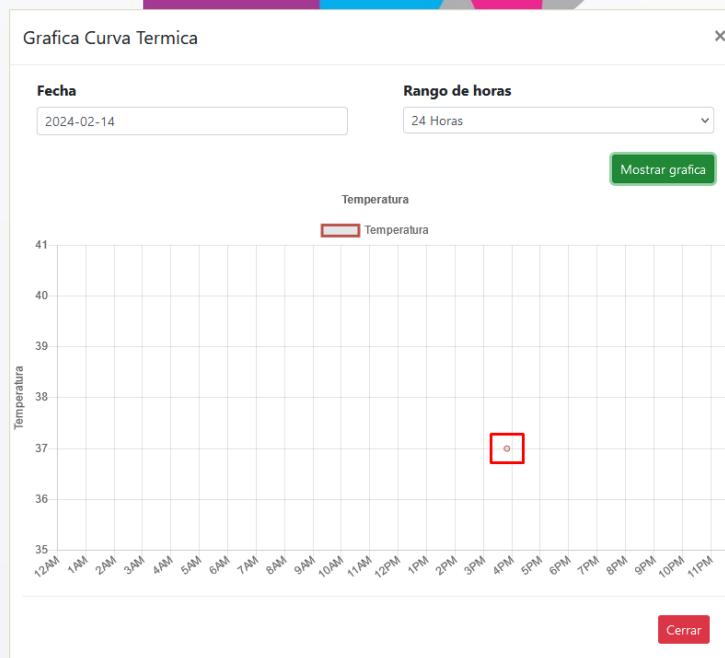 Grafica Curva Termica ×
Fecha Rango de horas
2024-02-14 24 Horas
Mostrar grafica
Temperatura
Temperatura
41
40
39
38
37
36
35
Temperatura
12AM 1AM 2AM 3AM 4AM 5AM 6AM 7AM 8AM 9AM 10AM 11AM 12PM 1PM 2PM 3PM 4PM 5PM 6PM 7PM 8PM 9PM 10PM 11PM
Cerrar